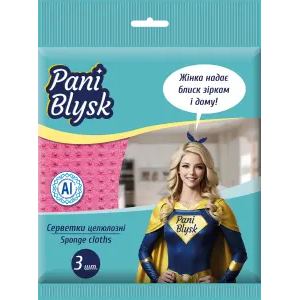 Pani
Blysk
Жінка надає
блиск зіркам
і дому!
AI
Pani
Blysk
Серветки целюлозні
Sponge cloths
3 шт.